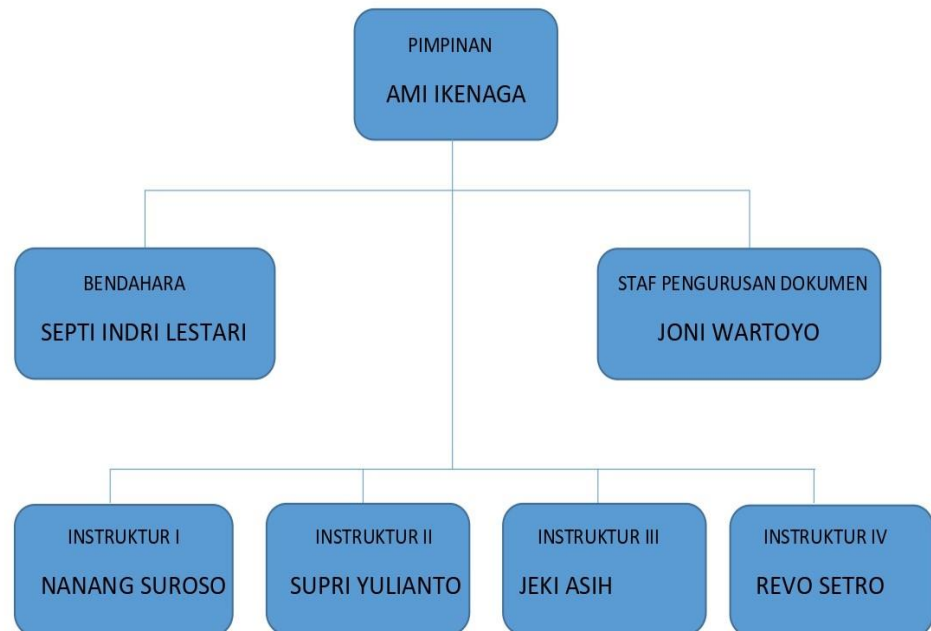 PIMPINAN
AMI IKENAGA
BENDAHARA
SEPTI INDRI LESTARI
STAF PENGURUSAN DOKUMEN
JONI WARTOYO
INSTRUKTUR I
NANANG SUROSO
INSTRUKTUR II
SUPRI YULIANTO
INSTRUKTUR III
JEKI ASIH
INSTRUKTUR IV
REVO SETRO